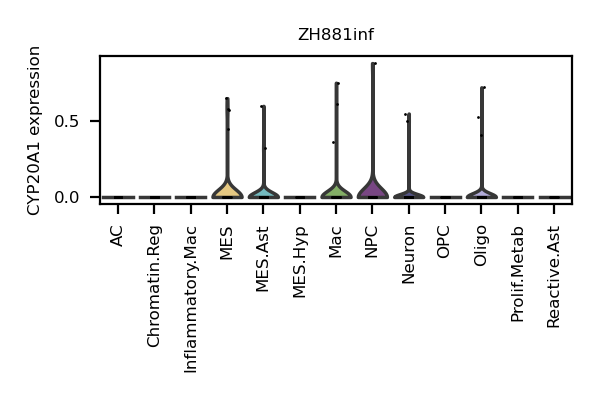 ZH881inf
CYP20A1 expression
0.5
0.0
AC
Chromatin.Reg
Inflammatory.Mac
MES
MES.Ast
MES.Hyp
Mac
NPC
Neuron
OPC
Oligo
Prolif.Metab
Reactive.Ast